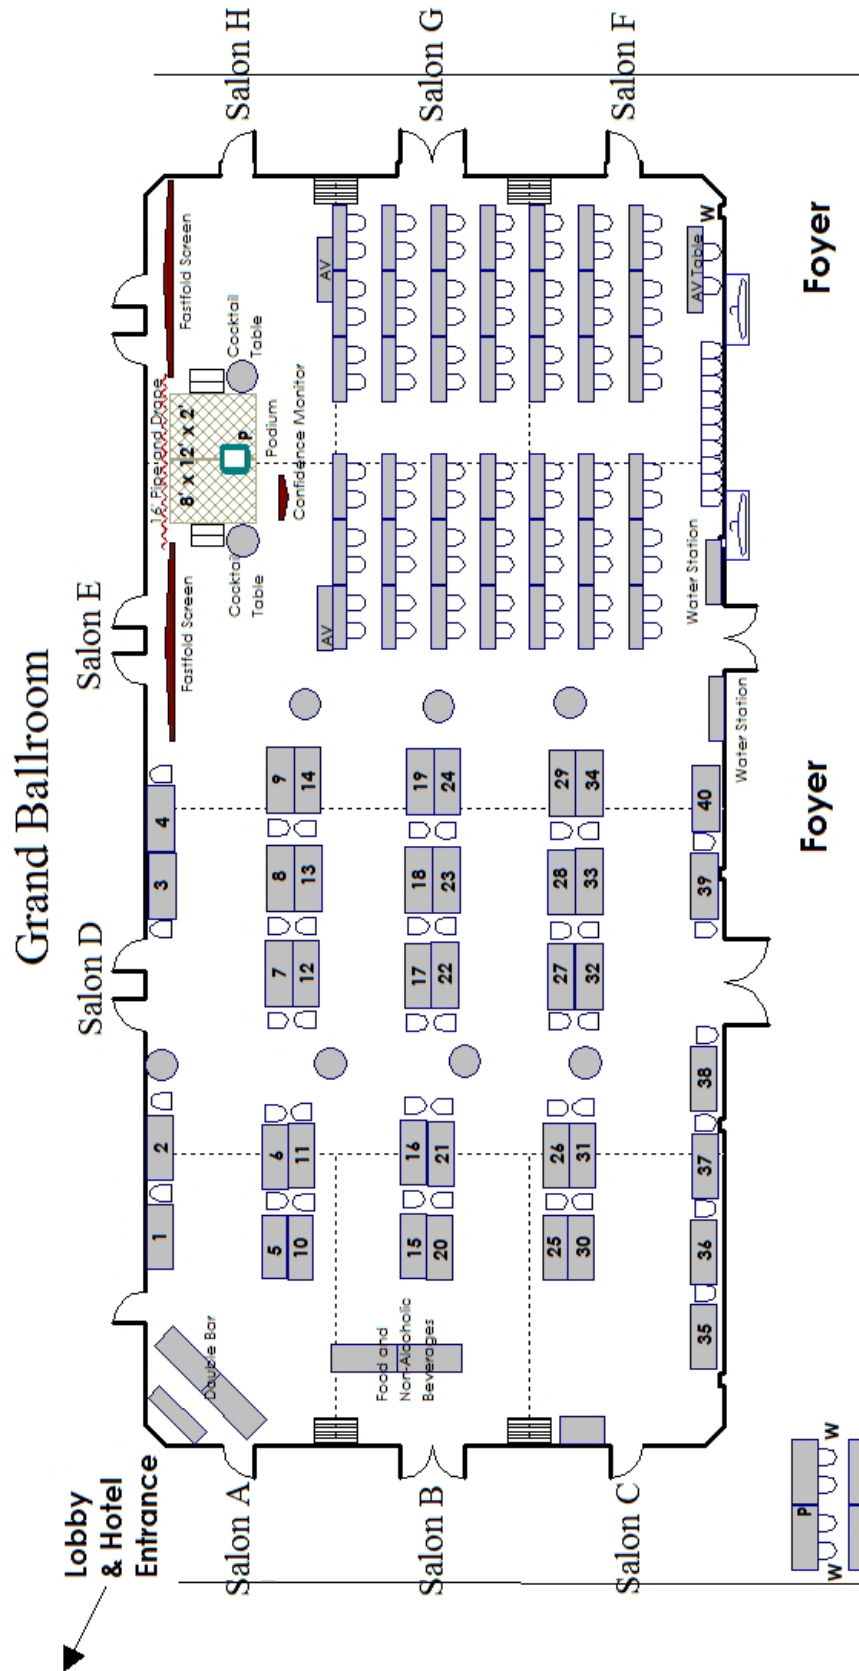 Grand Ballroom
Salon D
Salon E
Lobby
& Hotel
Entrance
Salon A
Salon B
Salon C
Salon H
Salon G
Salon F
Fastfold Screen
Fastfold Screen
16' Pipe and Drape
8' x 12' x 2'
P
Podium
Confidence Monitor
Cocktail
Table
Cocktail
Table
AV
AV
AV Table
W
Water Station
Water Station
Foyer
Foyer
Double Bar
Food and
Non-Alcoholic
Beverages
1
2
3
4
5
6
7
8
9
10
11
12
13
14
15
16
17
18
19
20
21
22
23
24
25
26
27
28
29
30
31
32
33
34
35
36
37
38
39
40
P
W
W